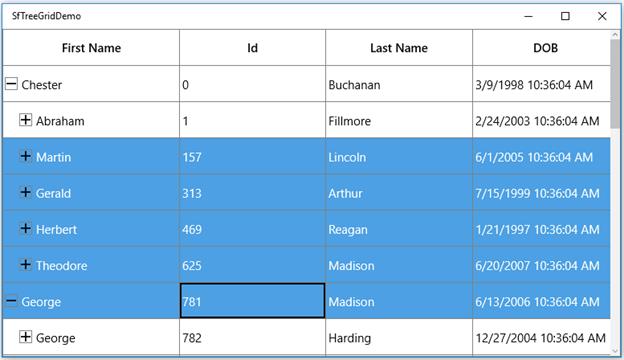 SfTreeGridDemo
First Name Id Last Name DOB
Chester 0 Buchanan 3/9/1998 10:36:04 AM
Abraham 1 Fillmore 2/24/2003 10:36:04 AM
Martin 157 Lincoln 6/1/2005 10:36:04 AM
Gerald 313 Arthur 7/15/1999 10:36:04 AM
Herbert 469 Reagan 1/21/1997 10:36:04 AM
Theodore 625 Madison 6/20/2007 10:36:04 AM
George 781 Madison 6/13/2006 10:36:04 AM
George 782 Harding 12/27/2004 10:36:04 AM